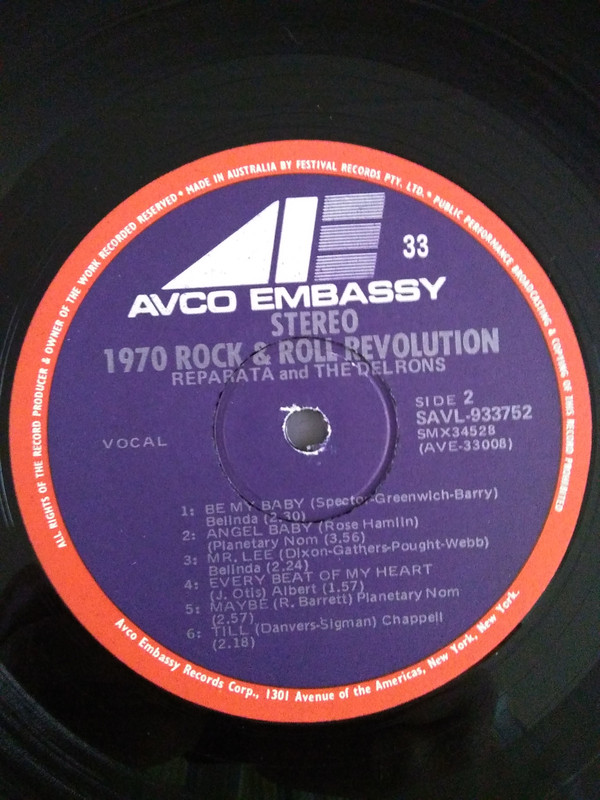 ALL RIGHTS OF THE RECORD PRODUCER & OWNER OF THE WORK RECORDED RESERVED • MADE IN AUSTRALIA BY FESTIVAL RECORDS PTY. LTD. • PUBLIC PERFORMANCE BROADCASTING & COPYING OF THIS RECORD PROHIBITED
33
AVCO EMBASSY
STEREO
1970 ROCK & ROLL REVOLUTION
REPARATA and THE DELRONS
VOCAL
SIDE 2
SAVL-933752
SMX34528
(AVE-33008)
1: BE MY BABY (Spector-Greenwich-Barry)
Belinda (2.30)
2: ANGEL BABY (Rose Hamlin)
(Planetary Nom (3.56)
3: MR. LEE (Dixon-Gathers-Pought-Webb)
Belinda (2.24)
4: EVERY BEAT OF MY HEART
(J. Otis) Albert (1.57)
5: MAYBE (R. Barrett) Planetary Nom
(2.57)
6: TILL (Danvers-Sigman) Chappell
(2.18)
Avco Embassy Records Corp., 1301 Avenue of the Americas, New York, New York.